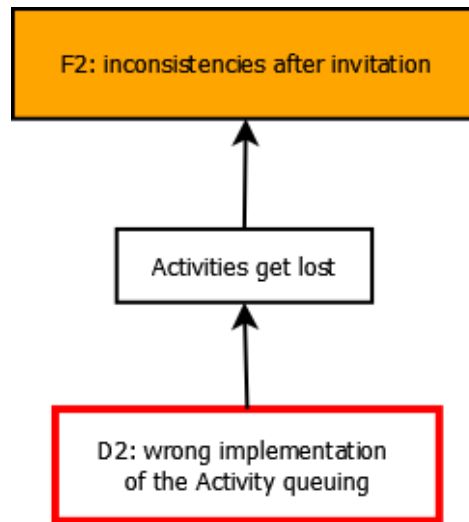 F2: inconsistencies after invitation
Activities get lost
D2: wrong implementation
of the Activity queuing